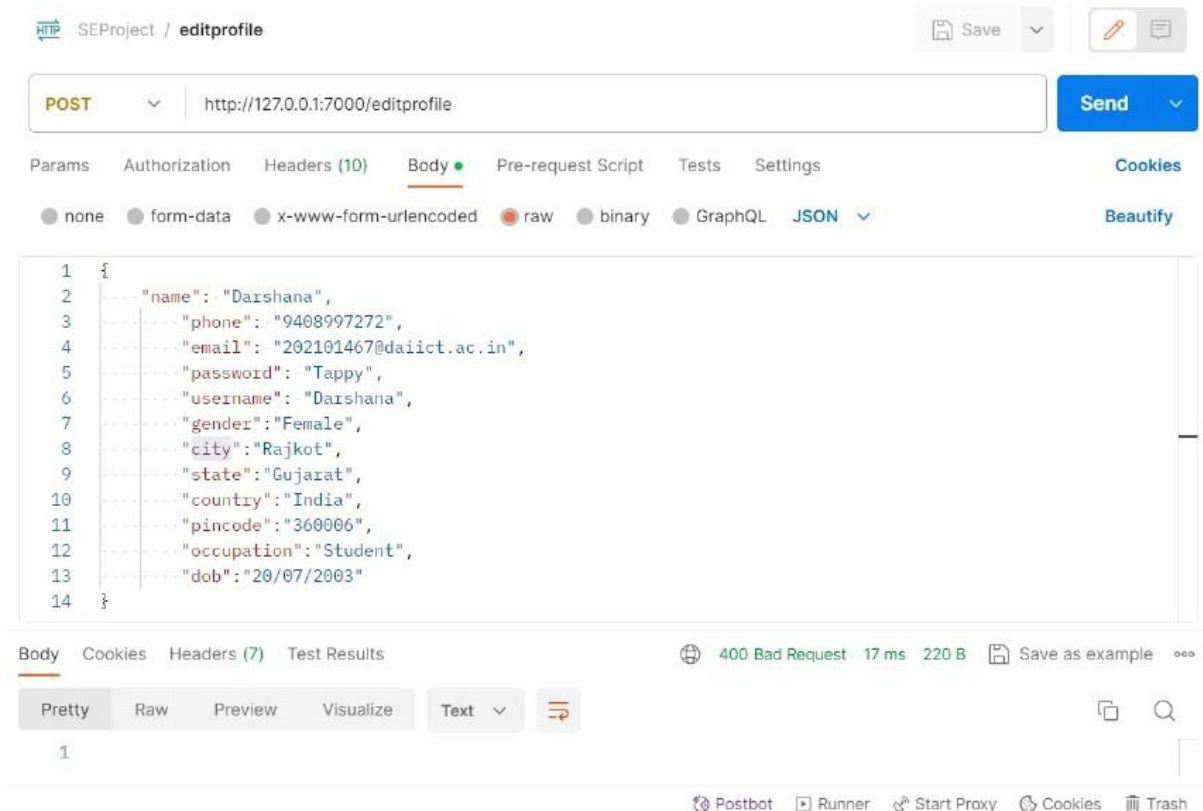 HTTP SEProject / editprofile Save
POST http://127.0.0.1:7000/editprofile Send
Params Authorization Headers (10) Body Pre-request Script Tests Settings Cookies
none form-data x-www-form-urlencoded raw binary GraphQL JSON Beautify
1 {
2 "name": "Darshana",
3 "phone": "9408997272",
4 "email": "202101467@daiict.ac.in",
5 "password": "Tappy",
6 "username": "Darshana",
7 "gender":"Female",
8 "city":"Rajkot",
9 "state":"Gujarat",
10 "country":"India",
11 "pincode":"360006",
12 "occupation":"Student",
13 "dob":"20/07/2003"
14 }
Body Cookies Headers (7) Test Results 400 Bad Request 17 ms 220 B Save as example
Pretty Raw Preview Visualize Text
1
Postbot Runner Start Proxy Cookies Trash